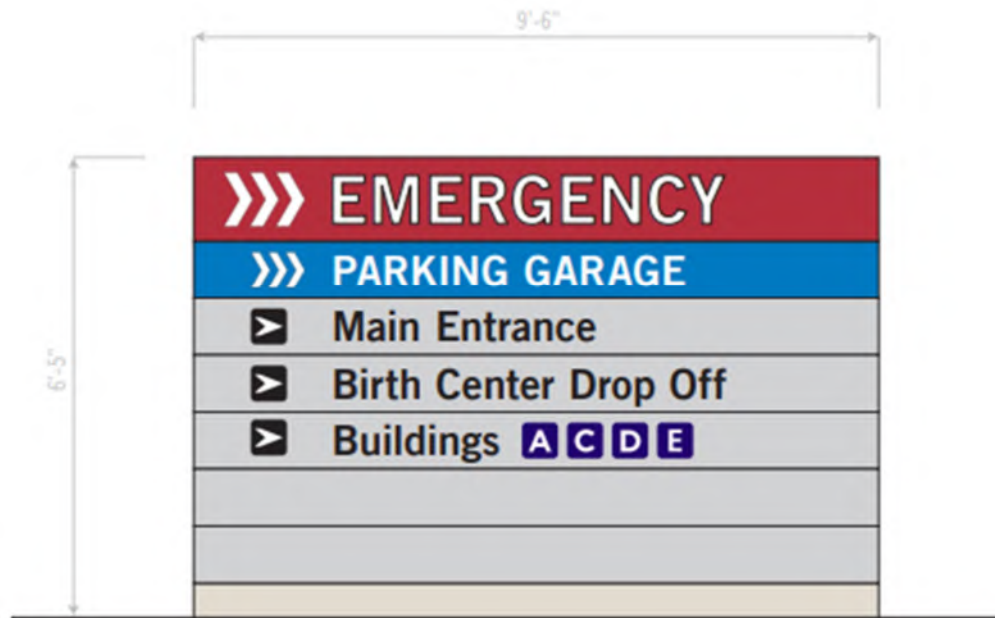 9'-6"
EMERGENCY
PARKING GARAGE
Main Entrance
6'-5"
Birth Center Drop Off
Buildings A C D E